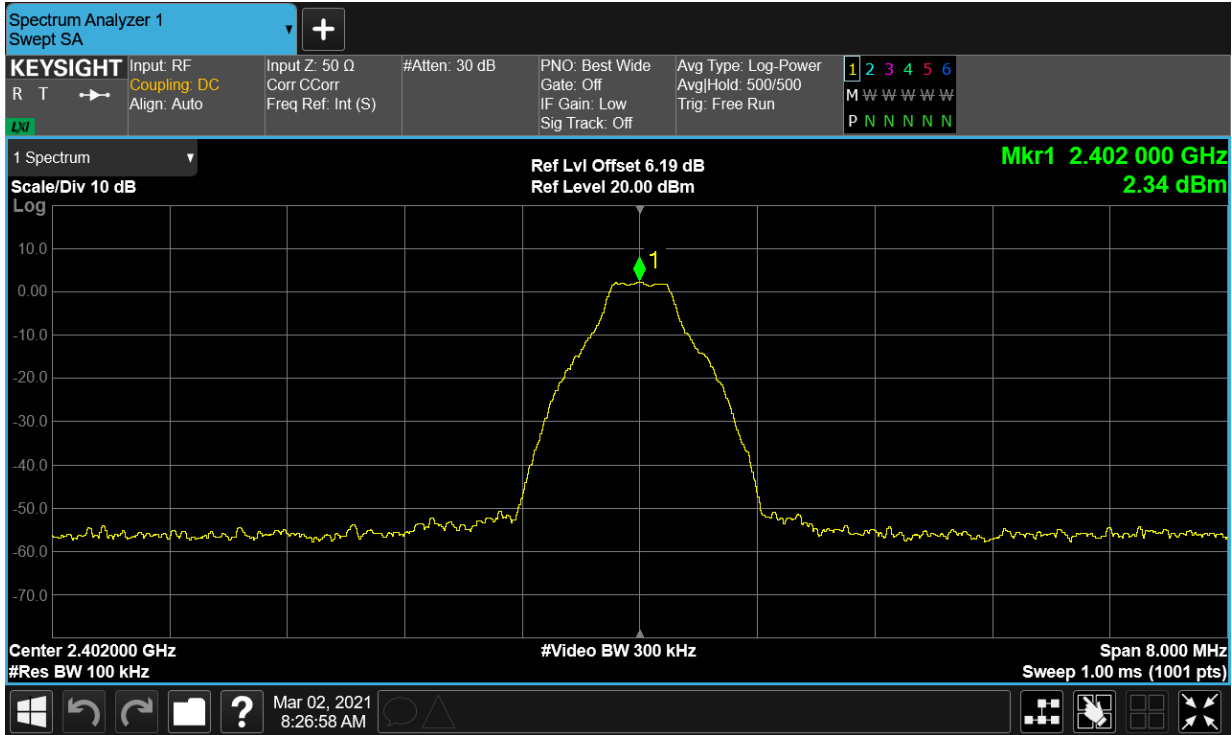 Spectrum Analyzer 1
Swept SA
▼
+
KEYSIGHT
R T
LXI
Input: RF
Coupling: DC
Align: Auto
Input Z: 50 Ω
Corr CCorr
Freq Ref: Int (S)
#Atten: 30 dB
PNO: Best Wide
Gate: Off
IF Gain: Low
Sig Track: Off
Avg Type: Log-Power
Avg|Hold: 500/500
Trig: Free Run
1 2 3 4 5 6
M W W W W W
P N N N N N
1 Spectrum ▼
Scale/Div 10 dB
Log
Ref Lvl Offset 6.19 dB
Ref Level 20.00 dBm
Mkr1 2.402 000 GHz
2.34 dBm
10.0
0.00
-10.0
-20.0
-30.0
-40.0
-50.0
-60.0
-70.0
1
Center 2.402000 GHz
#Res BW 100 kHz
#Video BW 300 kHz
Span 8.000 MHz
Sweep 1.00 ms (1001 pts)
?
Mar 02, 2021
8:26:58 AM